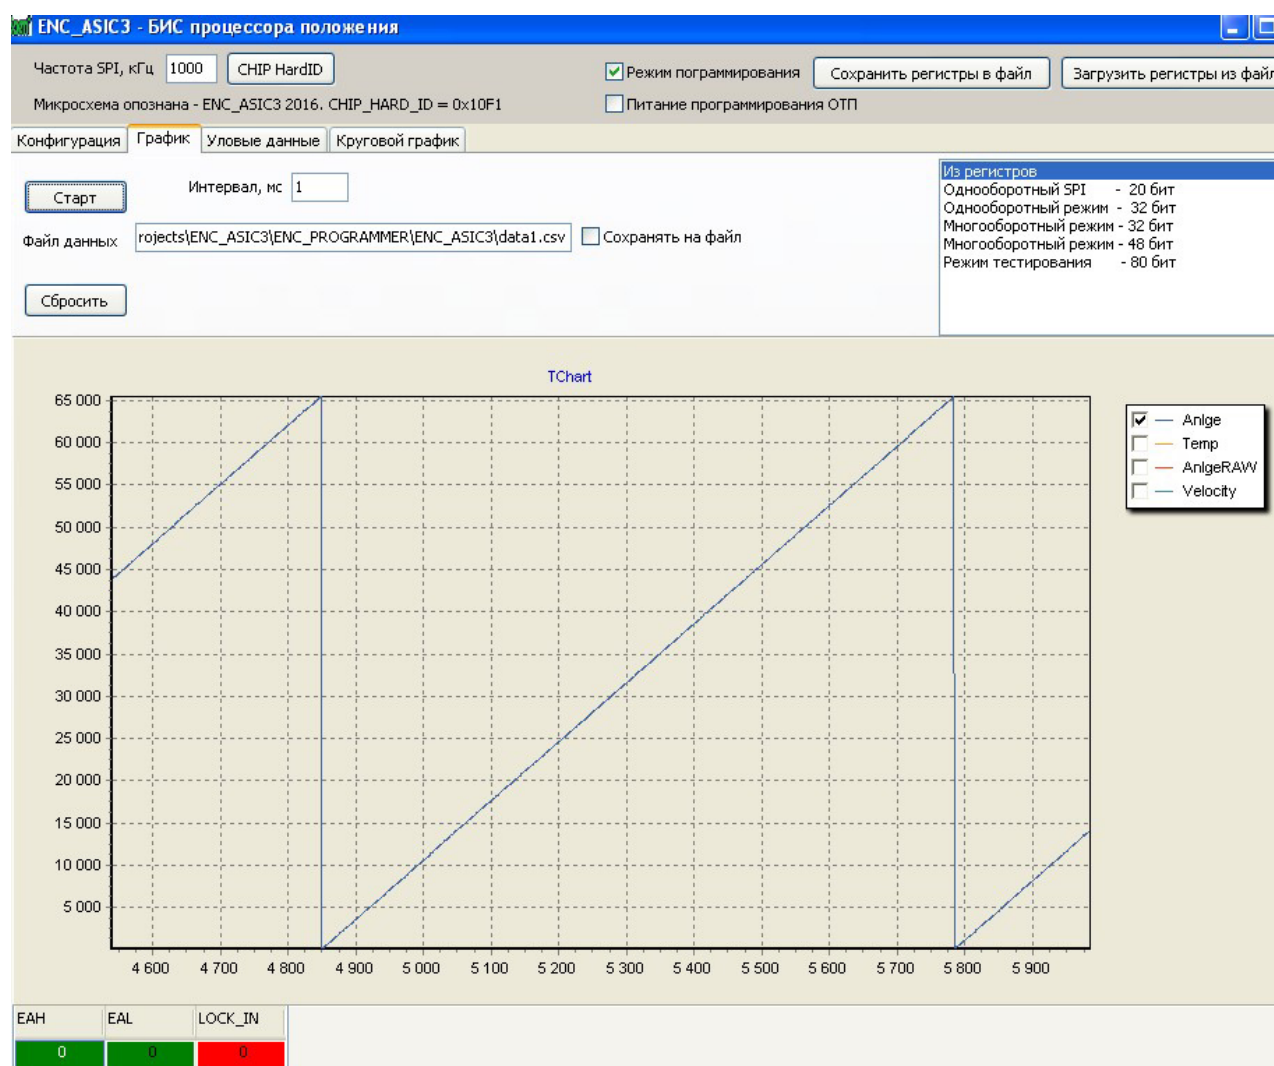 ENC_ASIC3 - БИС процессора положения
Частота SPI, кГц 1000 CHIP HardID Режим пограммирования Сохранить регистры в файл Загрузить регистры из файл
Микросхема опознана - ENC_ASIC3 2016. CHIP_HARD_ID = 0x10F1 Питание программирования ОТП
Конфигурация График Уловые данные Круговой график
Старт Интервал, мс 1
Файл данных rojects\ENC_ASIC3\ENC_PROGRAMMER\ENC_ASIC3\data1.csv Сохранять на файл
Сбросить
Из регистров
Однооборотный SPI - 20 бит
Однооборотный режим - 32 бит
Многооборотный режим - 32 бит
Многооборотный режим - 48 бит
Режим тестирования - 80 бит
TChart
65 000
60 000
55 000
50 000
45 000
40 000
35 000
30 000
25 000
20 000
15 000
10 000
5 000
4 600 4 700 4 800 4 900 5 000 5 100 5 200 5 300 5 400 5 500 5 600 5 700 5 800 5 900
Anlge
Temp
AnlgeRAW
Velocity
EAH EAL LOCK_IN
0 0 0